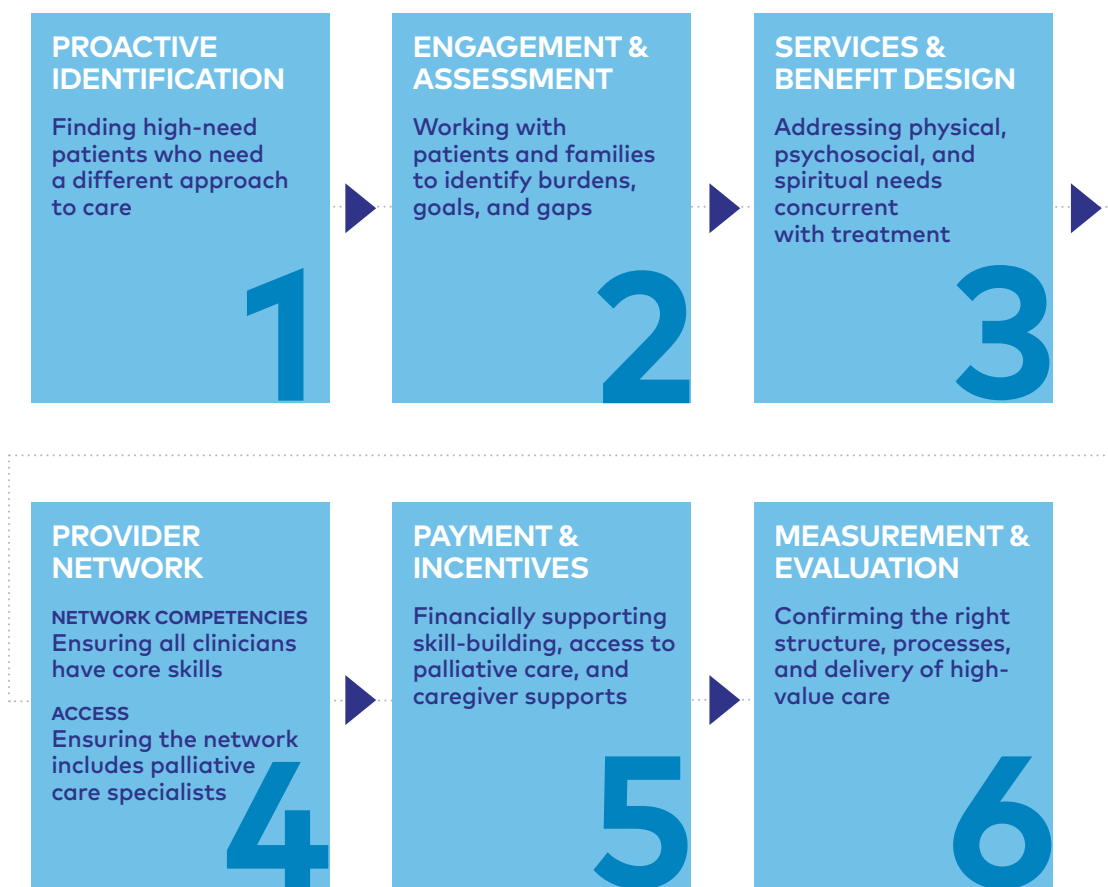 PROACTIVE
IDENTIFICATION
Finding high-need
patients who need
a different approach
to care
1
ENGAGEMENT &
ASSESSMENT
Working with
patients and families
to identify burdens,
goals, and gaps
2
SERVICES &
BENEFIT DESIGN
Addressing physical,
psychosocial, and
spiritual needs
concurrent
with treatment
3
PROVIDER
NETWORK
NETWORK COMPETENCIES
Ensuring all clinicians
have core skills
ACCESS
Ensuring the network
includes palliative
care specialists
4
PAYMENT &
INCENTIVES
Financially supporting
skill-building, access to
palliative care, and
caregiver supports
5
MEASUREMENT &
EVALUATION
Confirming the right
structure, processes,
and delivery of high-
value care
6